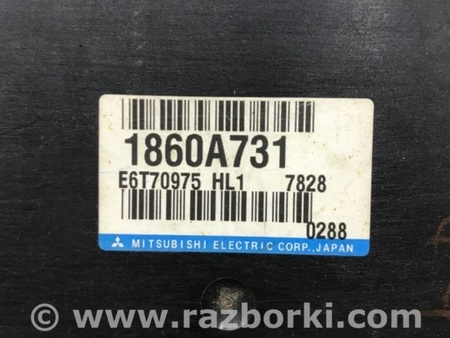 1860A731
E6T70975 HL1 7828
0288
MITSUBISHI ELECTRIC CORP., JAPAN
© www.razborki.com